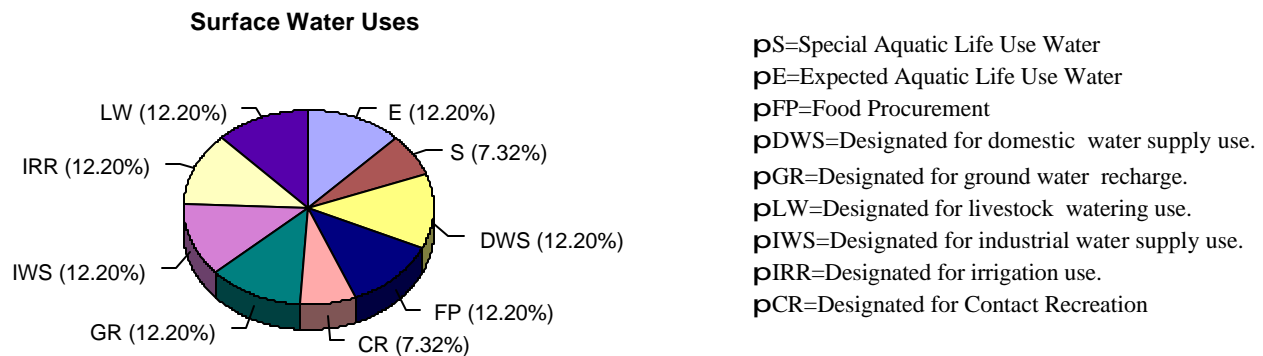 Surface Water Uses
E (12.20%)
S (7.32%)
DWS (12.20%)
FP (12.20%)
CR (7.32%)
GR (12.20%)
IWS (12.20%)
IRR (12.20%)
LW (12.20%)
pS=Special Aquatic Life Use Water
pE=Expected Aquatic Life Use Water
pFP=Food Procurement
pDWS=Designated for domestic water supply use.
pGR=Designated for ground water recharge.
pLW=Designated for livestock watering use.
pIWS=Designated for industrial water supply use.
pIRR=Designated for irrigation use.
pCR=Designated for Contact Recreation